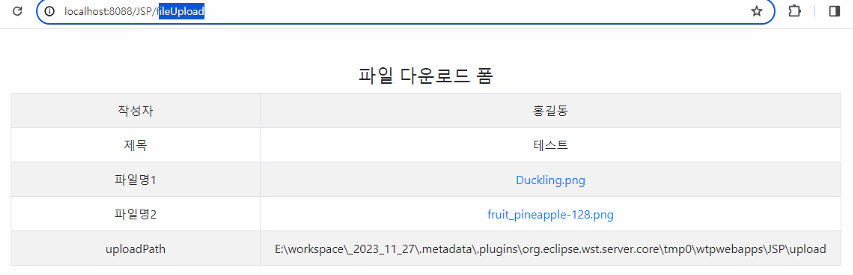 localhost:8088/JSP/fileUpload
파일 다운로드 폼
작성자 홍길동
제목 테스트
파일명1 Duckling.png
파일명2 fruit_pineapple-128.png
uploadPath E:\workspace\_2023_11_27\.metadata\.plugins\org.eclipse.wst.server.core\tmp0\wtpwebapps\JSP\upload